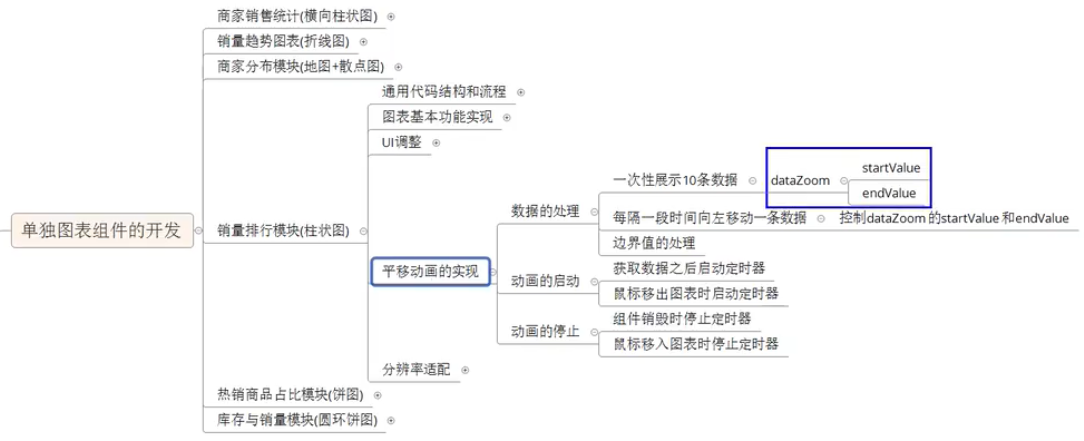 商家销售统计(横向柱状图)
销量趋势图表(折线图)
商家分布模块(地图+散点图)
通用代码结构和流程
图表基本功能实现
UI调整
一次性展示10条数据
dataZoom
startValue
endValue
数据的处理
每隔一段时间向左移动一条数据
控制dataZoom的startValue和endValue
边界值的处理
单独图表组件的开发
销量排行模块(柱状图)
平移动画的实现
动画的启动
获取数据之后启动定时器
鼠标移出图表时启动定时器
动画的停止
组件销毁时停止定时器
鼠标移入图表时停止定时器
分辨率适配
热销商品占比模块(饼图)
库存与销量模块(圆环饼图)